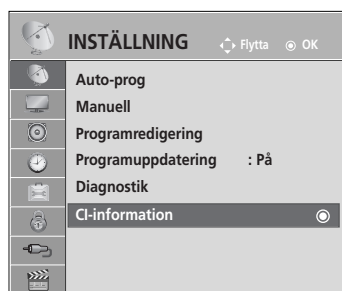 INSTÄLLNING Flytta OK
Auto-prog
Manuell
Programredigering
Programuppdatering : På
Diagnostik
CI-information